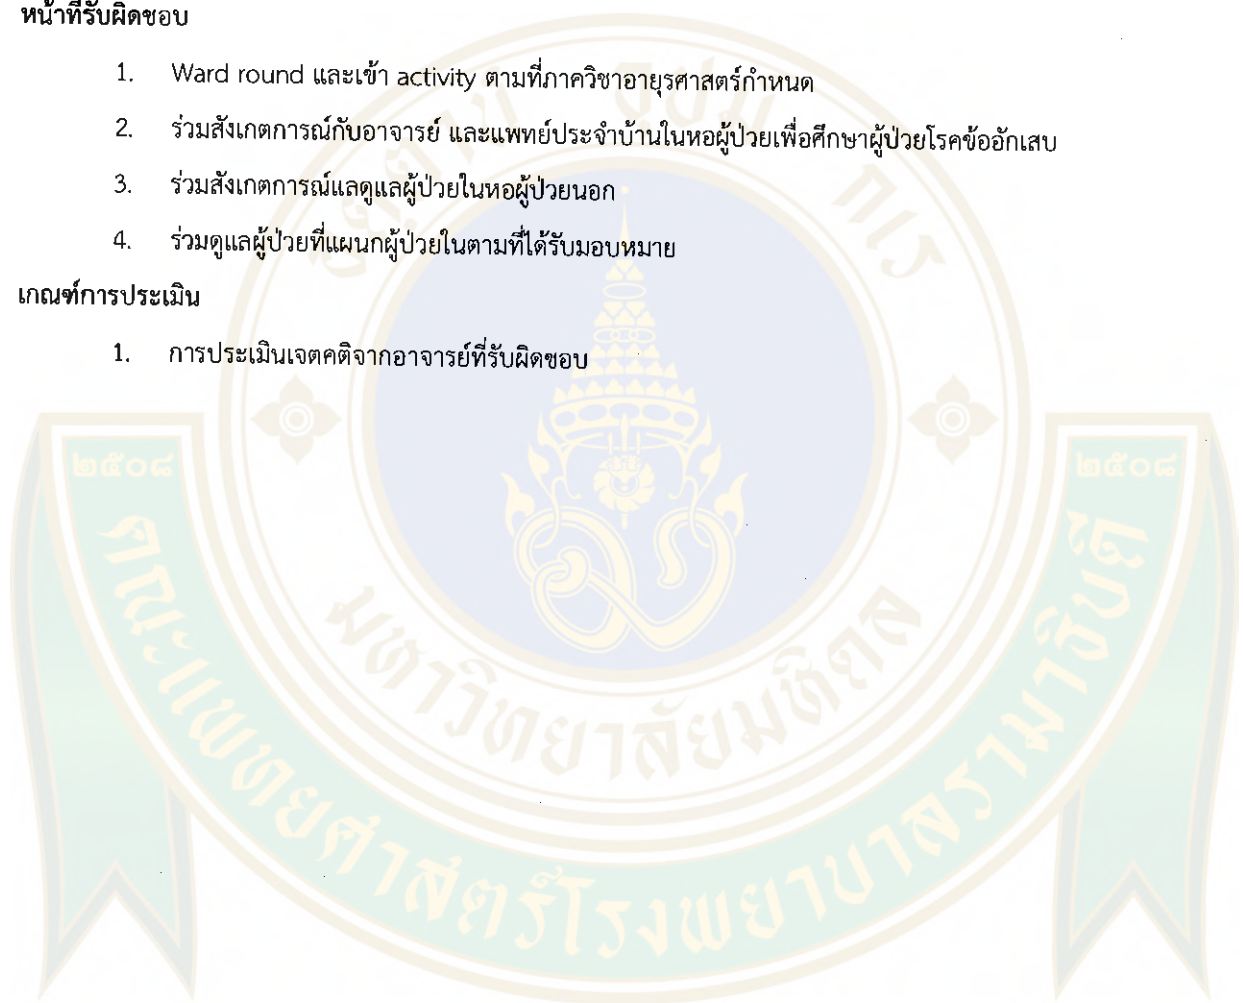 หน้าที่รับผิดชอบ
1. Ward round และเข้า activity ตามที่ภาควิชาอายุรศาสตร์กำหนด
2. ร่วมสังเกตการณ์กับอาจารย์ และแพทย์ประจำบ้านในหอผู้ป่วยเพื่อศึกษาผู้ป่วยโรคข้ออักเสบ
3. ร่วมสังเกตการณ์แลดูแลผู้ป่วยในหอผู้ป่วยนอก
4. ร่วมดูแลผู้ป่วยที่แผนกผู้ป่วยในตามที่ได้รับมอบหมาย
เกณฑ์การประเมิน
1. การประเมินเจตคติจากอาจารย์ที่รับผิดชอบ
๒๕๐๘
๒๕๐๘
มหาวิทยาลัยมหิดล
คณะแพทยศาสตร์โรงพยาบาลรามาธิบดี